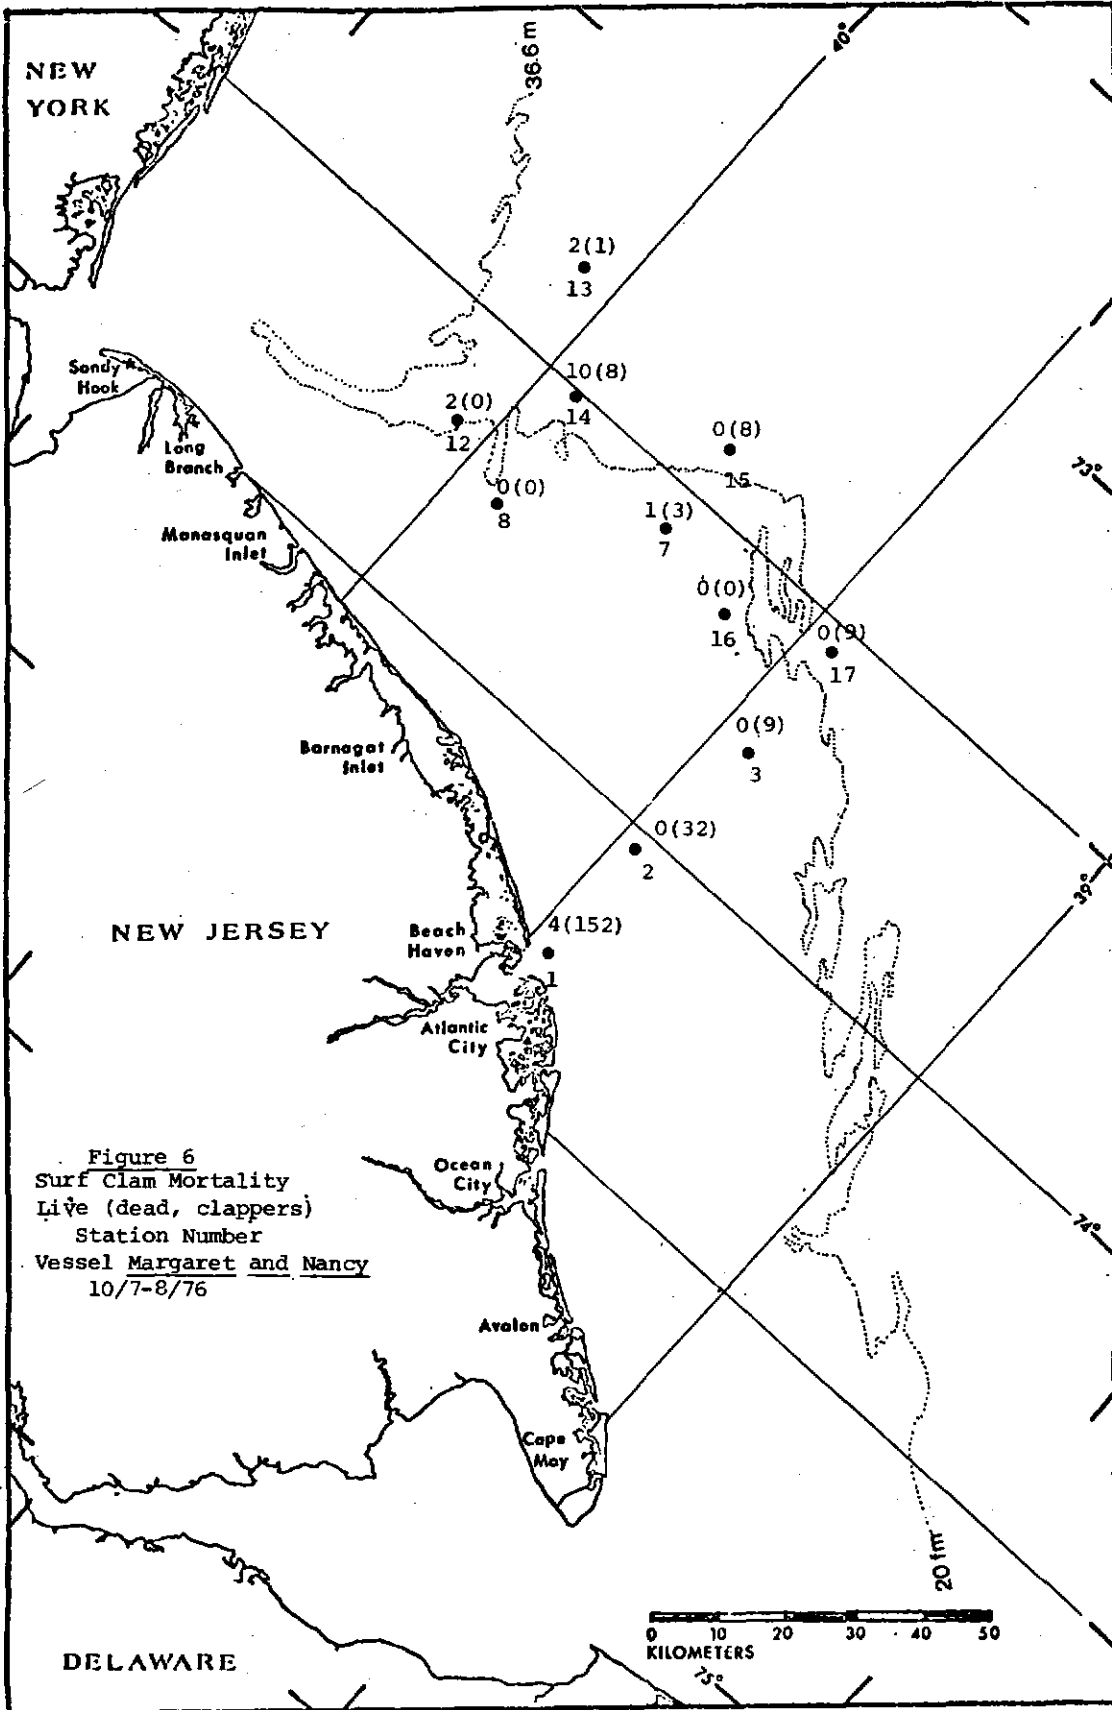 NEW
YORK
36.6 m
40°
2(1)
13
10(8)
14
2(0)
12
0(8)
15
0(0)
8
1(3)
7
73°
0(0)
16
0(9)
17
0(9)
3
0(32)
2
4(152)
1
39°
74°
Sandy
Hook
Long
Branch
Manasquan
Inlet
Barnagat
Inlet
NEW JERSEY
Beach
Haven
Atlantic
City
Ocean
City
Avalon
Cape
May
Figure 6
Surf Clam Mortality
Live (dead, clappers)
Station Number
Vessel Margaret and Nancy
10/7-8/76
20 fm
0 10 20 30 40 50
KILOMETERS
75°
DELAWARE